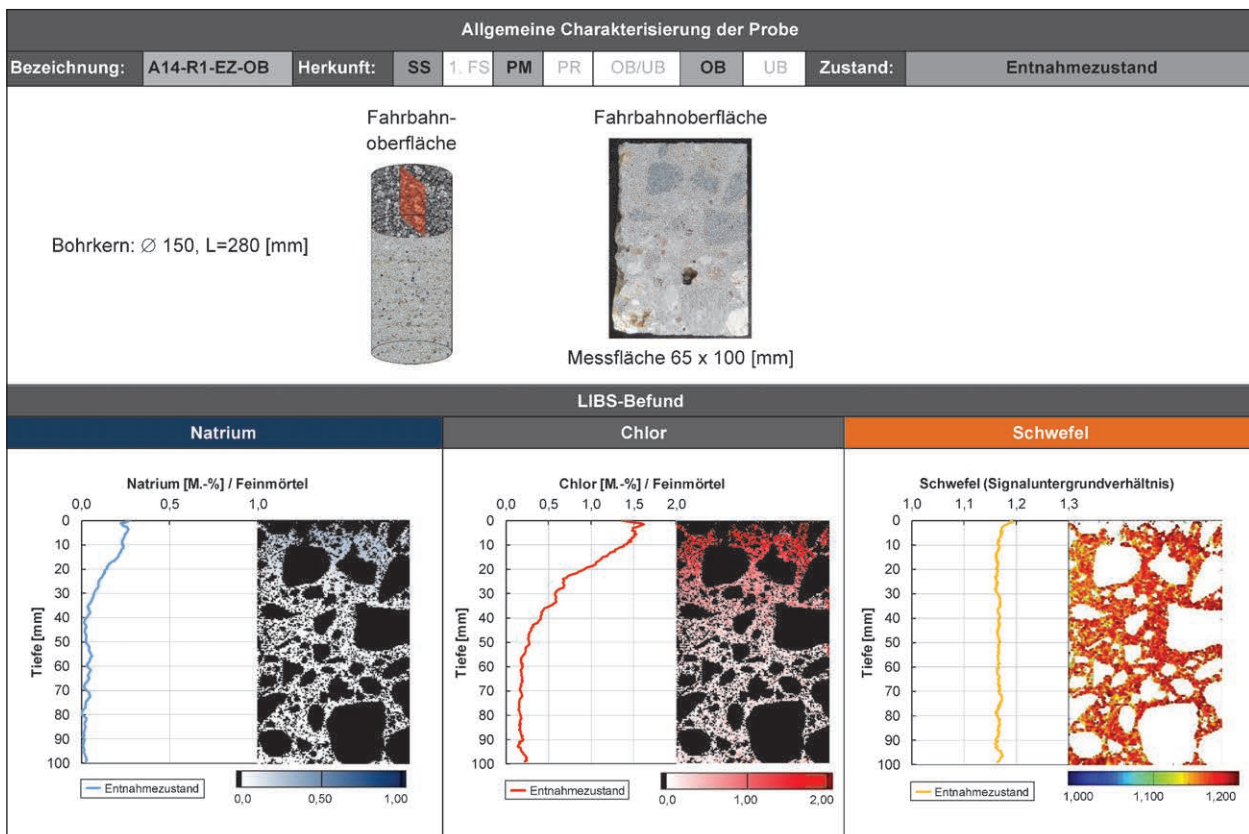 Allgemeine Charakterisierung der Probe
Bezeichnung: A14-R1-EZ-OB Herkunft: SS 1. FS PM PR OB/UB OB UB Zustand: Entnahmezustand
Fahrbahn-
oberfläche
Fahrbahnoberfläche
Bohrkern: Ø 150, L=280 [mm]
Messfläche 65 x 100 [mm]
LIBS-Befund
Natrium Chlor Schwefel
Natrium [M.-%] / Feinmörtel
0,0 0,5 1,0
Tiefe [mm]
0
10
20
30
40
50
60
70
80
90
100
Entnahmezustand
0,0 0,50 1,00
Chlor [M.-%] / Feinmörtel
0,0 0,5 1,0 1,5 2,0
Tiefe [mm]
0
10
20
30
40
50
60
70
80
90
100
Entnahmezustand
0,0 1,00 2,00
Schwefel (Signaluntergrundverhältnis)
1,0 1,1 1,2 1,3
Tiefe [mm]
0
10
20
30
40
50
60
70
80
90
100
Entnahmezustand
1,000 1,100 1,200